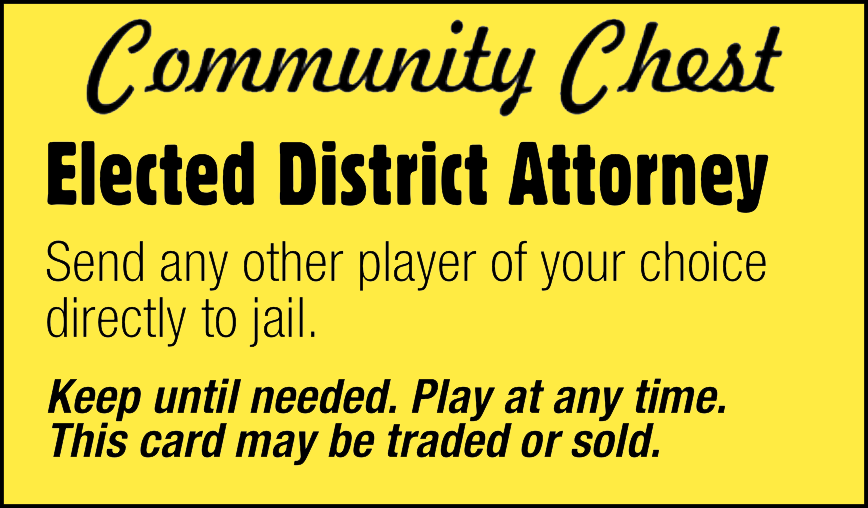 Community Chest
Elected District Attorney
Send any other player of your choice
directly to jail.
Keep until needed. Play at any time.
This card may be traded or sold.